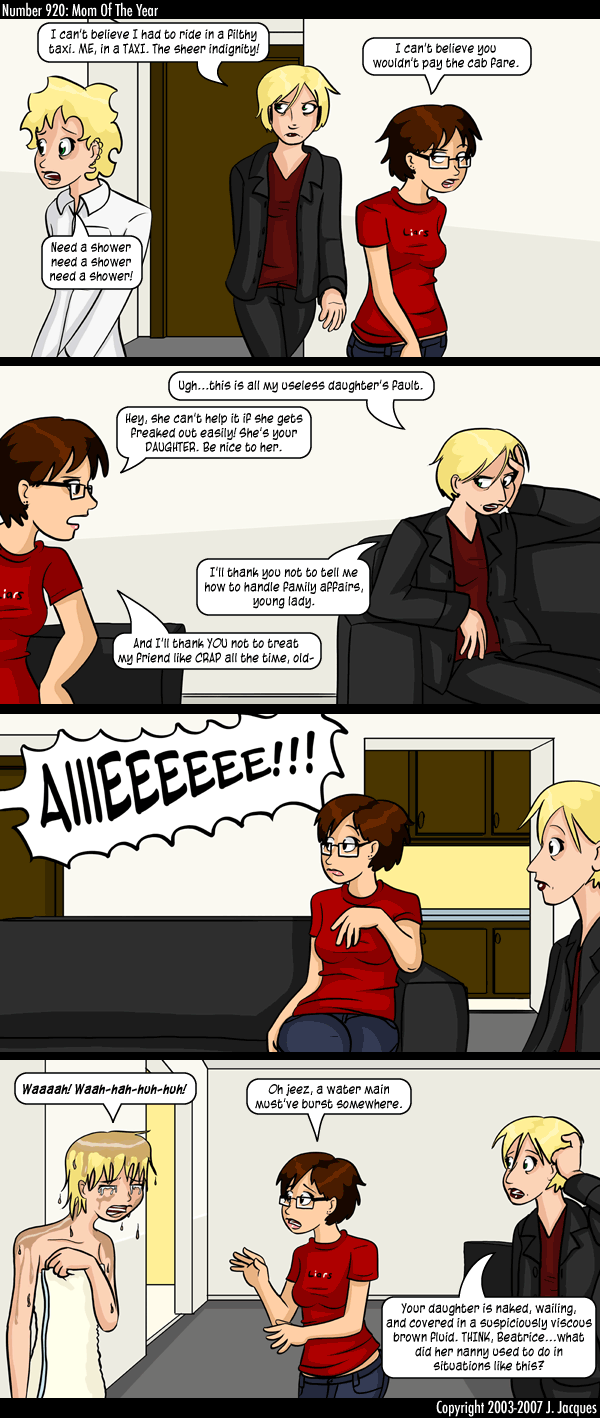 Number 920: Mom Of The Year
I can't believe I had to ride in a filthy
taxi. ME, in a TAXI. The sheer indignity!
I can't believe you
wouldn't pay the cab fare.
Need a shower
need a shower
need a shower!
Liars
Ugh...this is all my useless daughter's fault.
Hey, she can't help it if she gets
freaked out easily! She's your
DAUGHTER. Be nice to her.
I'll thank you not to tell me
how to handle family affairs,
young lady.
iars
And I'll thank YOU not to treat
my friend like CRAP all the time, old-
AIIIEEEEEEE!!!
Waaaah! Waah-hah-huh-huh!
Oh jeez, a water main
must've burst somewhere.
Liars
Your daughter is naked, wailing,
and covered in a suspiciously viscous
brown fluid. THINK, Beatrice...what
did her nanny used to do in
situations like this?
Copyright 2003-2007 J. Jacques